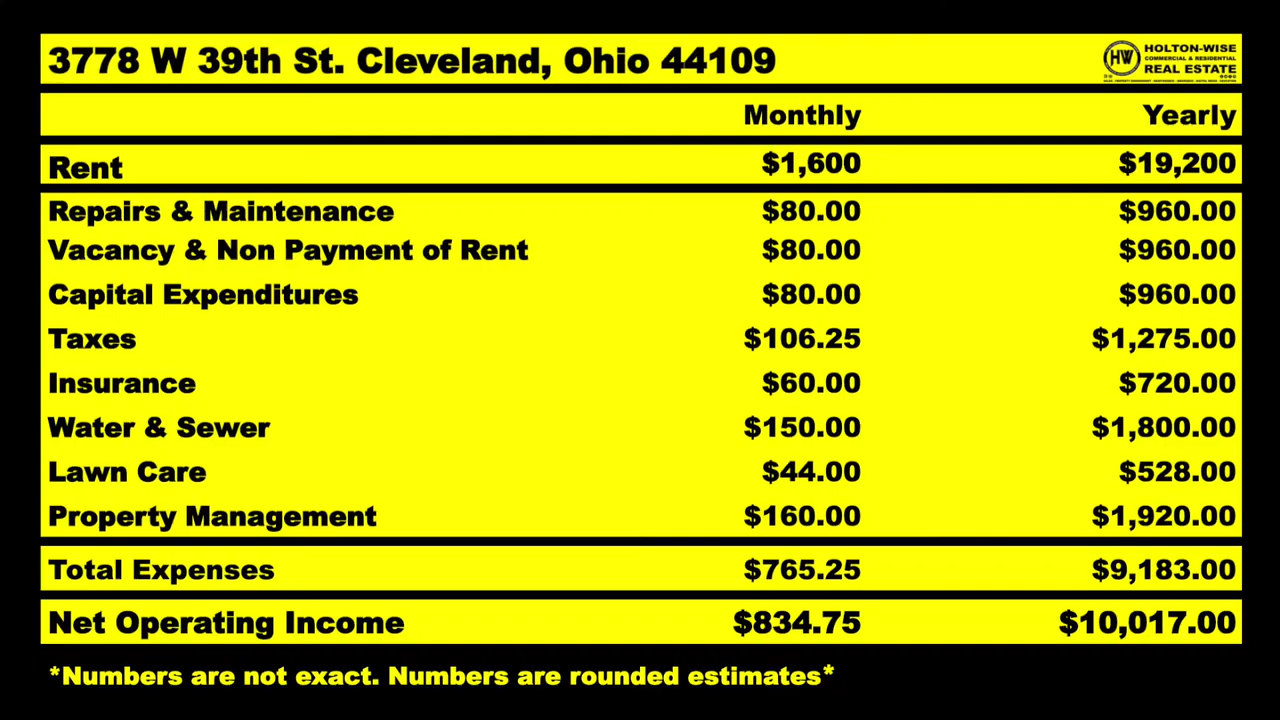 3778 W 39th St. Cleveland, Ohio 44109
HW
HOLTON-WISE
COMMERCIAL & RESIDENTIAL
REAL ESTATE
Monthly Yearly
Rent $1,600 $19,200
Repairs & Maintenance $80.00 $960.00
Vacancy & Non Payment of Rent $80.00 $960.00
Capital Expenditures $80.00 $960.00
Taxes $106.25 $1,275.00
Insurance $60.00 $720.00
Water & Sewer $150.00 $1,800.00
Lawn Care $44.00 $528.00
Property Management $160.00 $1,920.00
Total Expenses $765.25 $9,183.00
Net Operating Income $834.75 $10,017.00
*Numbers are not exact. Numbers are rounded estimates*